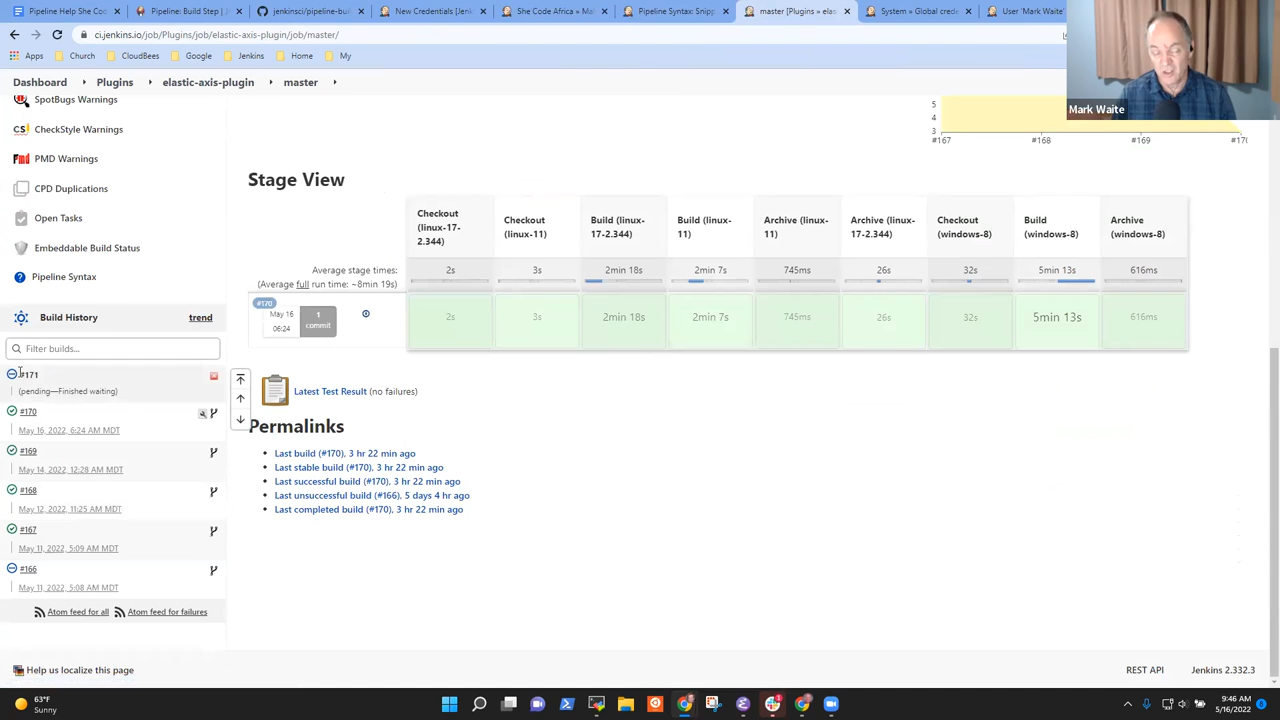 Pipeline Help She Co
Pipeline: Build Step | J
jenkinsci/pipeline-bui
New Credentials [Jenk
She Code Africa » Mai
Pipeline Syntax: Snipp
master [Plugins » elas
System » Global crede
User 'Mark Waite'
ci.jenkins.io/job/Plugins/job/elastic-axis-plugin/job/master/
Apps
Church
CloudBees
Google
Jenkins
Home
My
Dashboard
Plugins
elastic-axis-plugin
master
Mark Waite
SpotBugs Warnings
CheckStyle Warnings
PMD Warnings
CPD Duplications
Open Tasks
Embeddable Build Status
Pipeline Syntax
Build History
trend
Filter builds...
#171
(pending—Finished waiting)
#170
May 16, 2022, 6:24 AM MDT
#169
May 14, 2022, 12:28 AM MDT
#168
May 12, 2022, 11:25 AM MDT
#167
May 11, 2022, 5:09 AM MDT
#166
May 11, 2022, 5:08 AM MDT
Atom feed for all
Atom feed for failures
5
4
3
#167
#168
#169
#170
Stage View
Checkout (linux-17-2.344)
Checkout (linux-11)
Build (linux-17-2.344)
Build (linux-11)
Archive (linux-11)
Archive (linux-17-2.344)
Checkout (windows-8)
Build (windows-8)
Archive (windows-8)
Average stage times:
(Average full run time: ~8min 19s)
2s
3s
2min 18s
2min 7s
745ms
26s
32s
5min 13s
616ms
#170
May 16
06:24
1
commit
2s
3s
2min 18s
2min 7s
745ms
26s
32s
5min 13s
616ms
Latest Test Result (no failures)
Permalinks
Last build (#170), 3 hr 22 min ago
Last stable build (#170), 3 hr 22 min ago
Last successful build (#170), 3 hr 22 min ago
Last unsuccessful build (#166), 5 days 4 hr ago
Last completed build (#170), 3 hr 22 min ago
Help us localize this page
REST API
Jenkins 2.332.3
63°F
Sunny
9:46 AM
5/16/2022